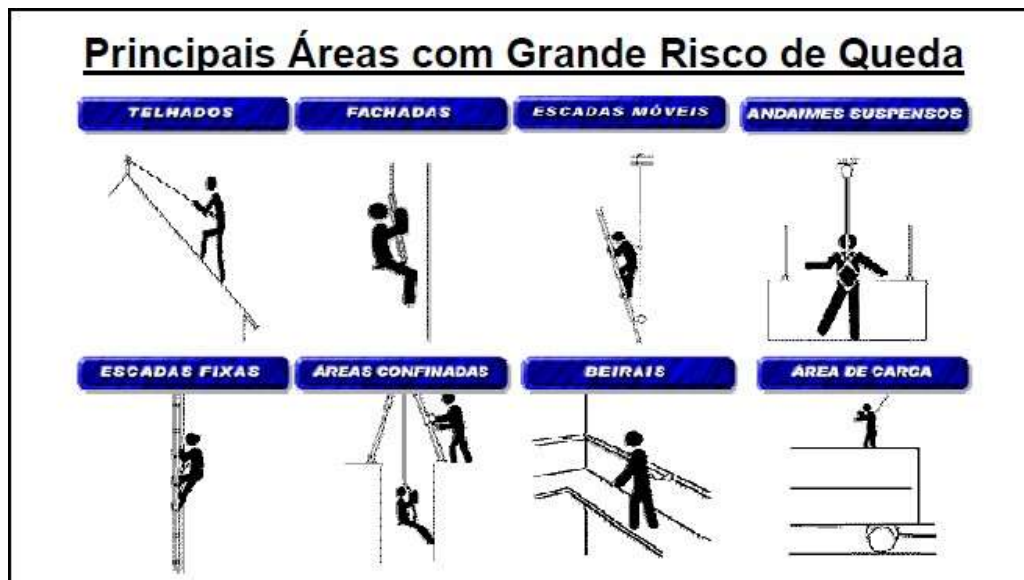 Principais Áreas com Grande Risco de Queda
TELHADOS
FACHADAS
ESCADAS MÓVEIS
ANDAIMES SUSPENSOS
ESCADAS FIXAS
ÁREAS CONFINADAS
BEIRAIS
ÁREA DE CARGA